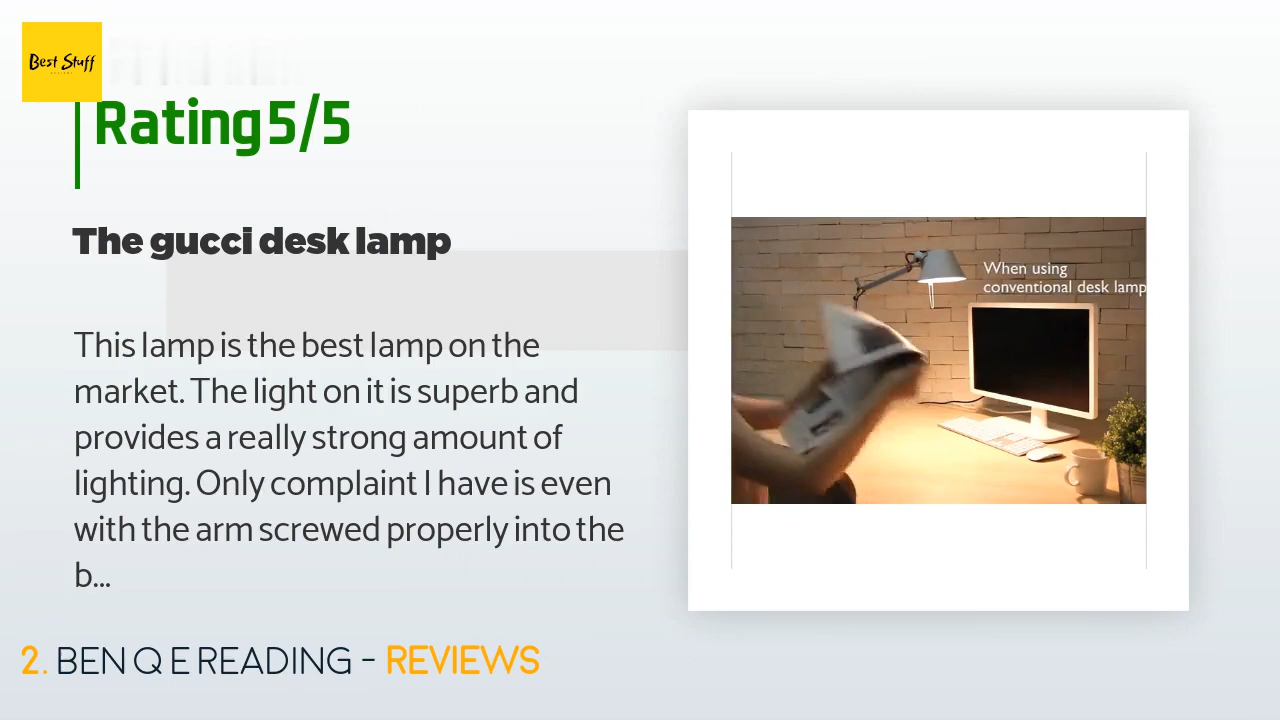 Best Stuff
Rating 5/5
The gucci desk lamp
This lamp is the best lamp on the
market. The light on it is superb and
provides a really strong amount of
lighting. Only complaint I have is even
with the arm screwed properly into the
b...
When using
conventional desk lamp
2. BEN Q E READING - REVIEWS